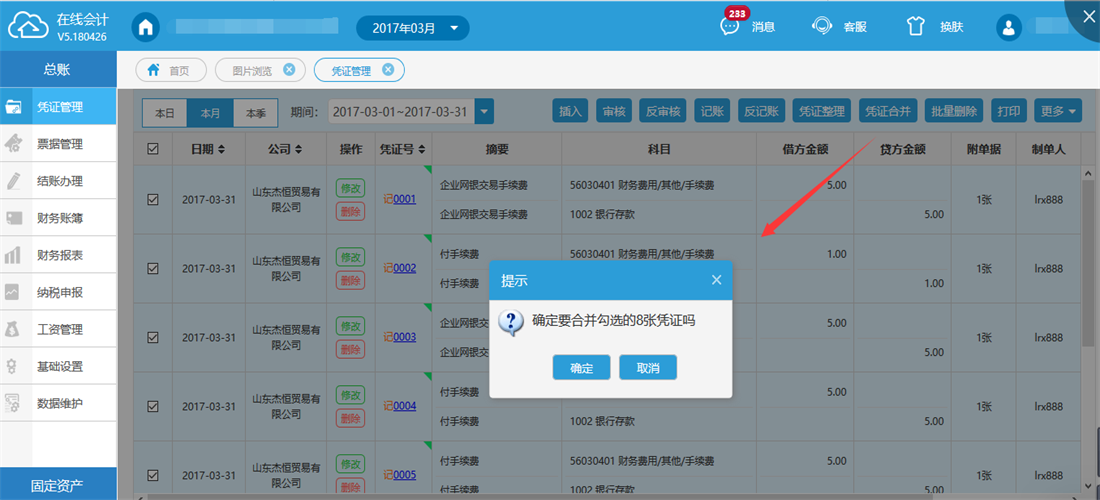 在线会计
V5.180426
2017年03月
233
消息
客服
换肤
总账
首页
图片浏览
凭证管理
凭证管理
票据管理
结账办理
财务账簿
财务报表
纳税申报
工资管理
基础设置
数据维护
固定资产
本日 本月 本季 期间: 2017-03-01~2017-03-31 插入 审核 反审核 记账 反记账 凭证整理 凭证合并 批量删除 打印 更多
日期 公司 操作 凭证号 摘要 科目 借方金额 贷方金额 附单据 制单人
2017-03-31 山东杰恒贸易有限公司 修改 删除 记0001 1张 lrx888
企业网银交易手续费 56030401 财务费用/其他/手续费 5.00
企业网银交易手续费 1002 银行存款 5.00
2017-03-31 山东杰恒贸易有限公司 修改 删除 记0002 1张 lrx888
付手续费 56030401 财务费用/其他/手续费 1.00
付手续费 1.00
2017-03-31 山东杰恒贸易有限公司 修改 删除 记0003 1张 lrx888
企业网银交 5.00
企业网银交 5.00
2017-03-31 山东杰恒贸易有限公司 修改 删除 记0004 1张 lrx888
付手续费 5.00
付手续费 1002 银行存款 5.00
2017-03-31 山东杰恒贸易有限公司 修改 删除 记0005 1张 lrx888
付手续费 56030401 财务费用/其他/手续费 5.00
付手续费 1002 银行存款 5.00
提示
确定要合并勾选的8张凭证吗
确定 取消